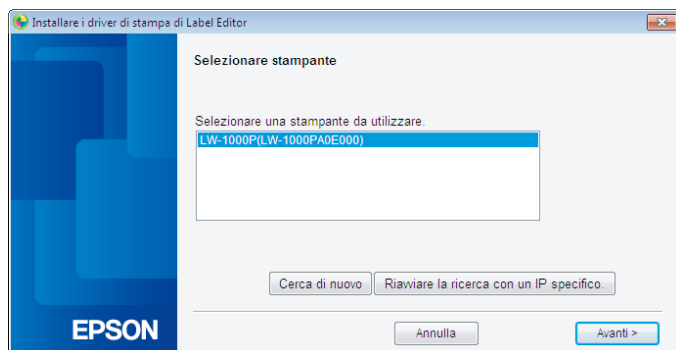 Installare i driver di stampa di Label Editor
Selezionare stampante
Selezionare una stampante da utilizzare.
LW-1000P(LW-1000PA0E000)
Cerca di nuovo
Riavviare la ricerca con un IP specifico.
EPSON
Annulla
Avanti >